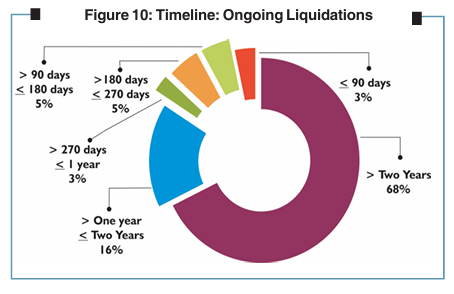 Figure 10: Timeline: Ongoing Liquidations
> 90 days
≤ 180 days
5%
>180 days
≤ 270 days
5%
≤ 90 days
3%
> 270 days
≤ 1 year
3%
> Two Years
68%
> One year
≤ Two Years
16%